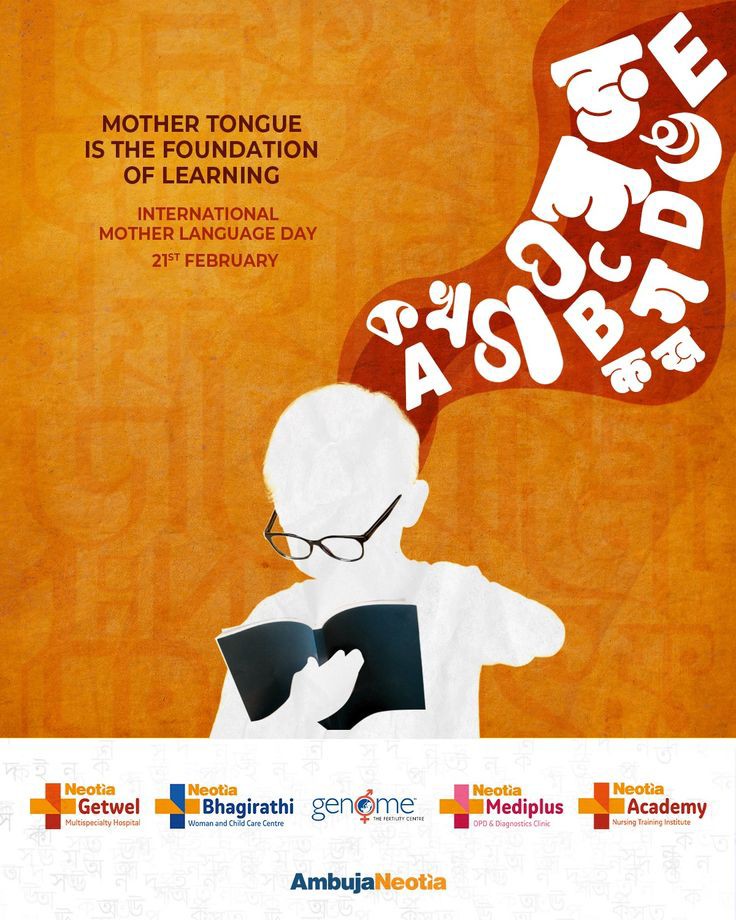 MOTHER TONGUE
IS THE FOUNDATION
OF LEARNING
INTERNATIONAL
MOTHER LANGUAGE DAY
21ST FEBRUARY
E
D
C
B
ক খ
A
Neotia
Getwel
Multispecialty Hospital
Neotia
Bhagirathi
Woman and Child Care Centre
genome™
THE FERTILITY CENTRE
Neotia
Mediplus
OPD & Diagnostics Clinic
Neotia
Academy
Nursing Training Institute
AmbujaNeotia